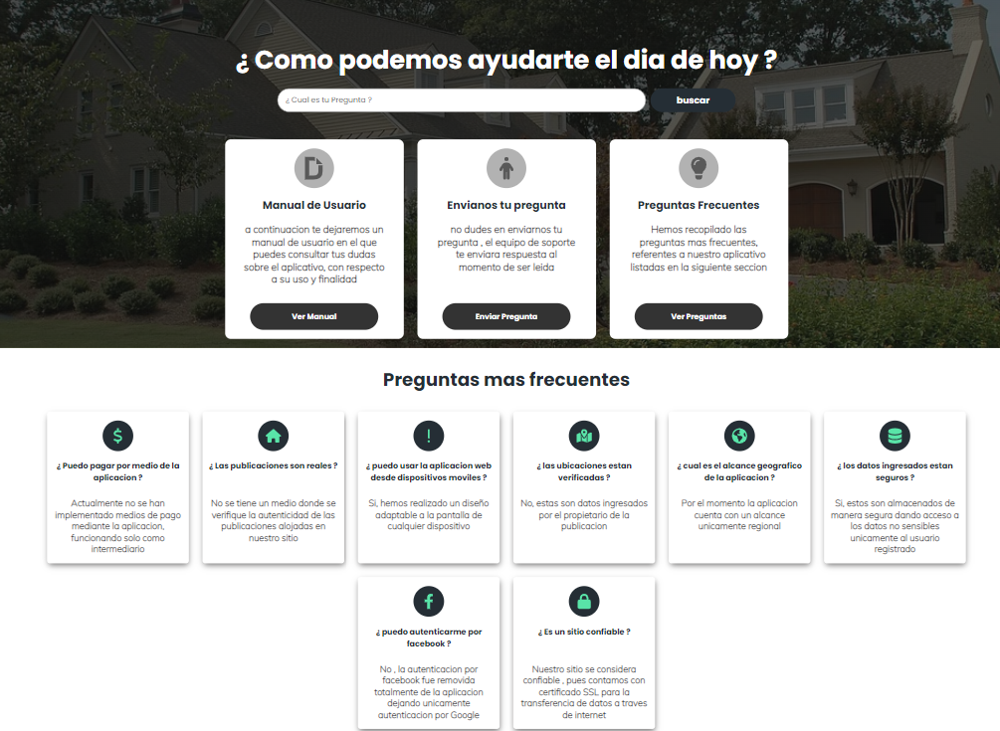 ¿ Como podemos ayudarte el dia de hoy ?
¿ Cual es tu Pregunta ?
buscar
Manual de Usuario
a continuacion te dejaremos un
manual de usuario en el que
puedes consultar tus dudas
sobre el aplicativo, con respecto
a su uso y finalidad
Ver Manual
Envianos tu pregunta
no dudes en enviarnos tu
pregunta , el equipo de soporte
te enviara respuesta al
momento de ser leida
Enviar Pregunta
Preguntas Frecuentes
Hemos recopilado las
preguntas mas frecuentes,
referentes a nuestro aplicativo
listadas en la siguiente seccion
Ver Preguntas
Preguntas mas frecuentes
¿ Puedo pagar por medio de la
aplicacion ?
Actualmente no se han
implementado medios de pago
mediante la aplicacion,
funcionando solo como
intermediario
¿ Las publicaciones son reales ?
No se tiene un medio donde se
verifique la autenticidad de las
publicaciones alojadas en
nuestro sitio
¿ puedo usar la aplicacion web
desde dispositivos moviles ?
Si, hemos realizado un diseño
adaptable a la pantalla de
cualquier dispositivo
¿ las ubicaciones estan
verificadas ?
No, estas son datos ingresados
por el propietario de la
publicacion
¿ cual es el alcance geografico
de la aplicacion ?
Por el momento la aplicacion
cuenta con un alcance
unicamente regional
¿ los datos ingresados estan
seguros ?
Si, estos son almacenados de
manera segura dando acceso a
los datos no sensibles
unicamente al usuario
registrado
¿ puedo autenticarme por
facebook ?
No , la autenticacion por
facebook fue removida
totalmente de la aplicacion
dejando unicamente
autenticacion por Google
¿ Es un sitio confiable ?
Nuestro sitio se considera
confiable , pues contamos con
certificado SSL para la
transferencia de datos a traves
de internet